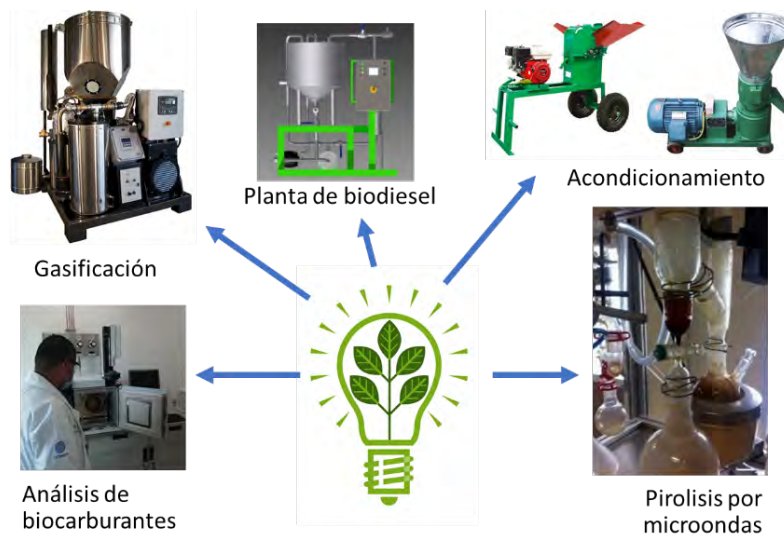 Planta de biodiesel
Acondicionamiento
Gasificación
Análisis de
biocarburantes
Pirolisis por
microondas